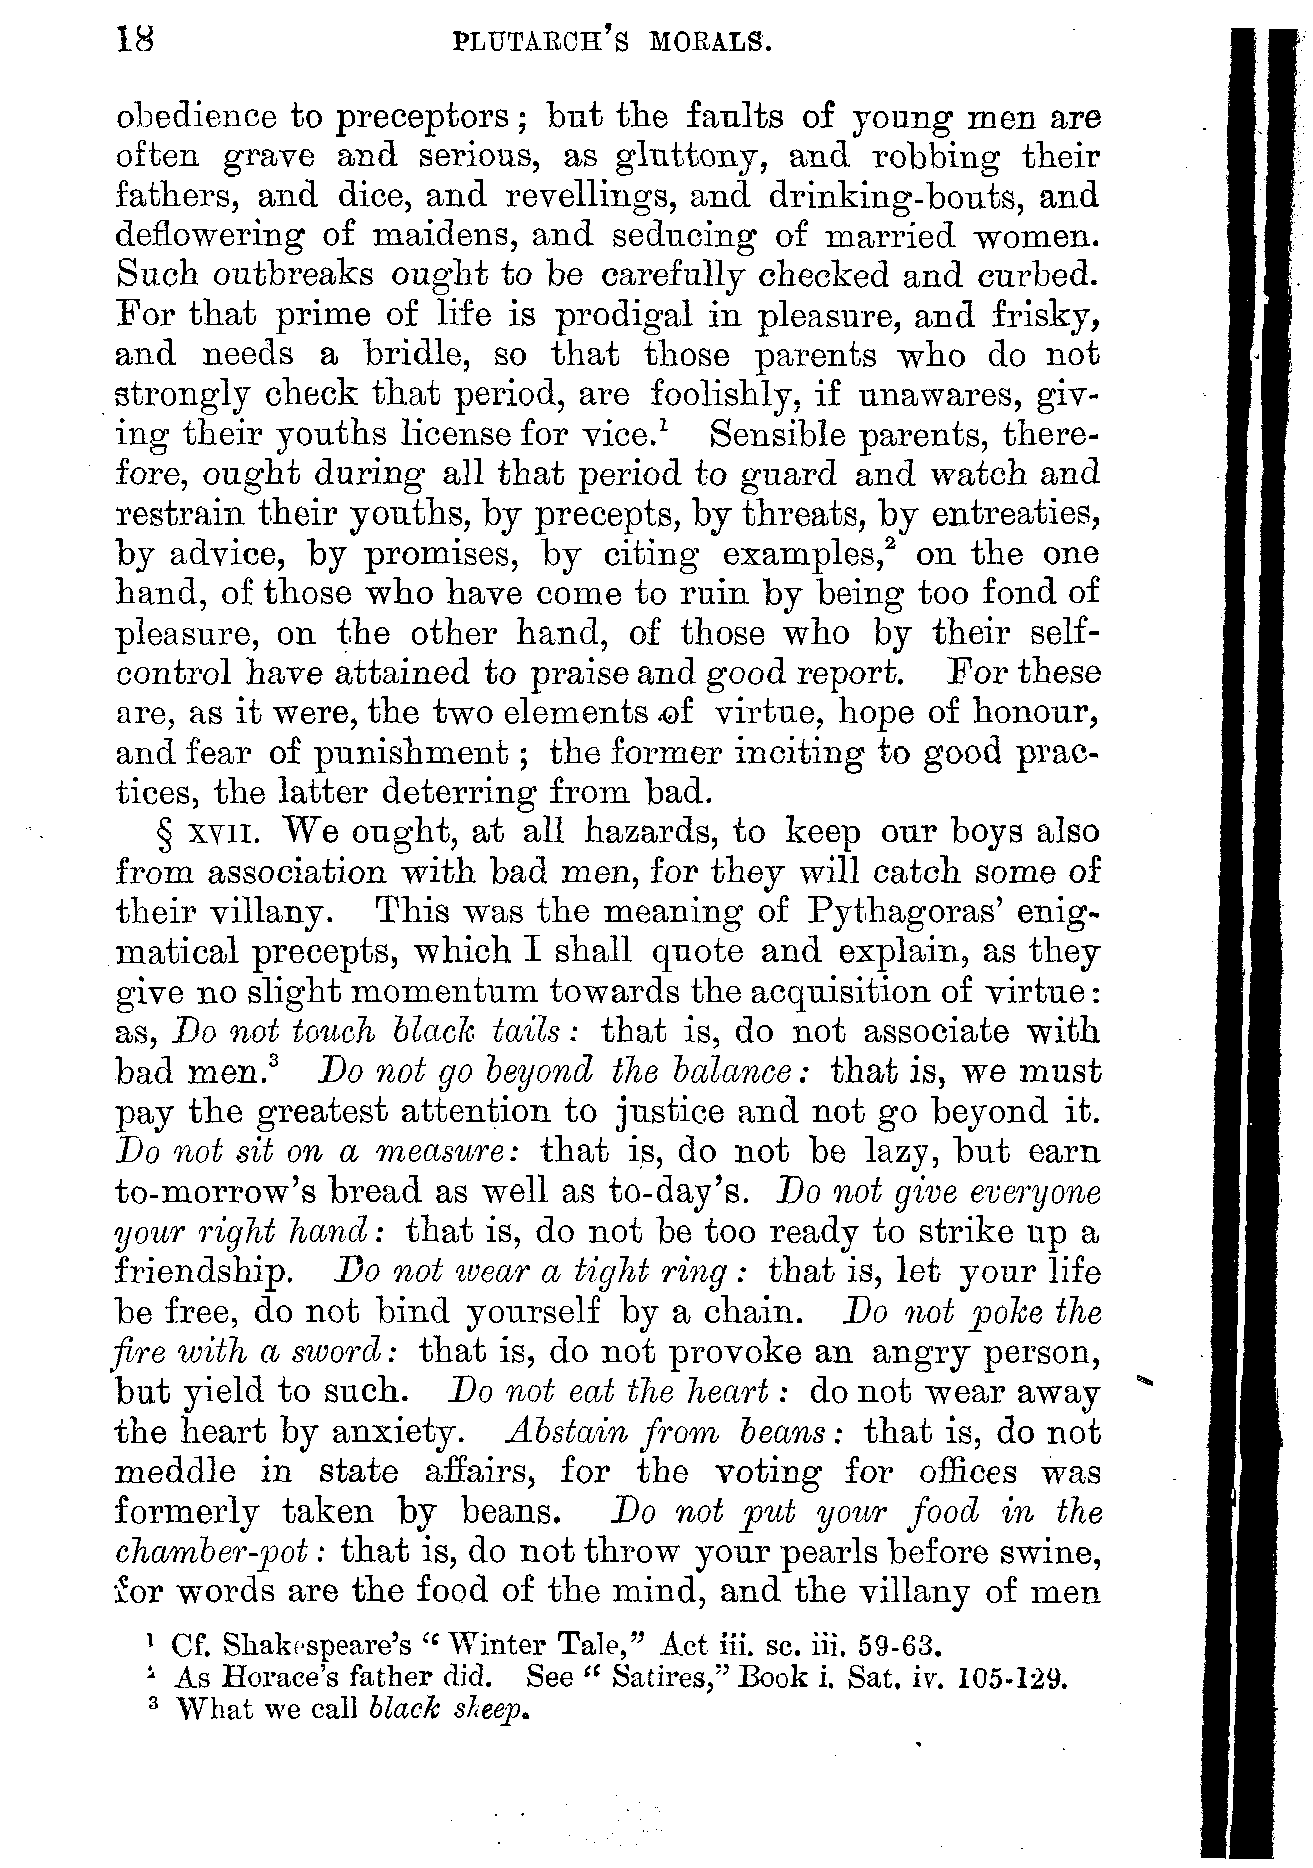 18 PLUTARCH'S MORALS.
obedience to preceptors; but the faults of young men are
often grave and serious, as gluttony, and robbing their
fathers, and dice, and revellings, and drinking-bouts, and
deflowering of maidens, and seducing of married women.
Such outbreaks ought to be carefully checked and curbed.
For that prime of life is prodigal in pleasure, and frisky,
and needs a bridle, so that those parents who do not
strongly check that period, are foolishly, if unawares, giv-
ing their youths license for vice.¹ Sensible parents, there-
fore, ought during all that period to guard and watch and
restrain their youths, by precepts, by threats, by entreaties,
by advice, by promises, by citing examples,² on the one
hand, of those who have come to ruin by being too fond of
pleasure, on the other hand, of those who by their self-
control have attained to praise and good report. For these
are, as it were, the two elements of virtue, hope of honour,
and fear of punishment; the former inciting to good prac-
tices, the latter deterring from bad.
§ XVII. We ought, at all hazards, to keep our boys also
from association with bad men, for they will catch some of
their villany. This was the meaning of Pythagoras' enig-
matical precepts, which I shall quote and explain, as they
give no slight momentum towards the acquisition of virtue:
as, Do not touch black tails: that is, do not associate with
bad men.³ Do not go beyond the balance: that is, we must
pay the greatest attention to justice and not go beyond it.
Do not sit on a measure: that is, do not be lazy, but earn
to-morrow's bread as well as to-day's. Do not give everyone
your right hand: that is, do not be too ready to strike up a
friendship. Do not wear a tight ring: that is, let your life
be free, do not bind yourself by a chain. Do not poke the
fire with a sword: that is, do not provoke an angry person,
but yield to such. Do not eat the heart: do not wear away
the heart by anxiety. Abstain from beans: that is, do not
meddle in state affairs, for the voting for offices was
formerly taken by beans. Do not put your food in the
chamber-pot: that is, do not throw your pearls before swine,
for words are the food of the mind, and the villany of men
¹ Cf. Shakespeare's "Winter Tale," Act iii. sc. iii. 59-63.
² As Horace's father did. See "Satires," Book i. Sat. iv. 105-129.
³ What we call black sheep.